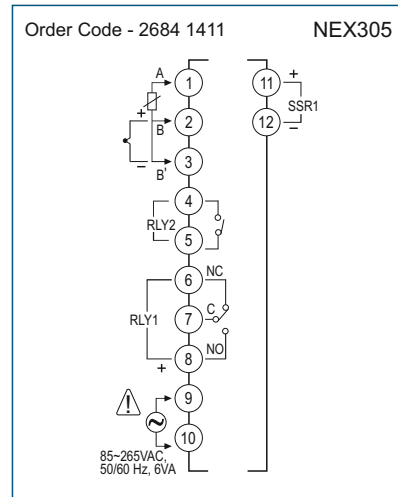 Order Code - 2684 1411 NEX305
A
1
+
B
2
–
B'
3
4
RLY2
5
6 NC
RLY1
7 C
8 NO
+
9
10
85~265VAC,
50/60 Hz, 6VA
11 +
SSR1
12 –